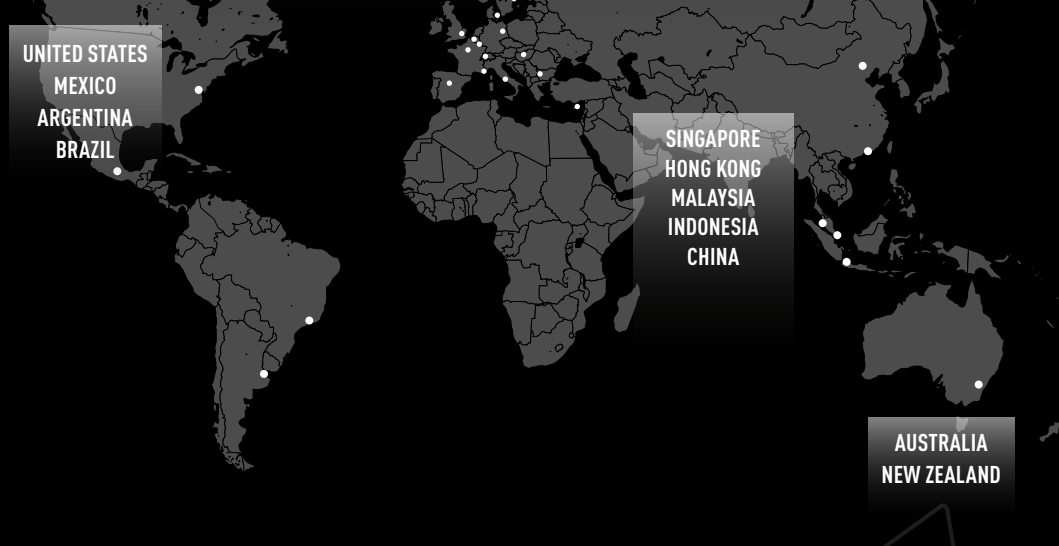 UNITED STATES
MEXICO
ARGENTINA
BRAZIL
SINGAPORE
HONG KONG
MALAYSIA
INDONESIA
CHINA
AUSTRALIA
NEW ZEALAND